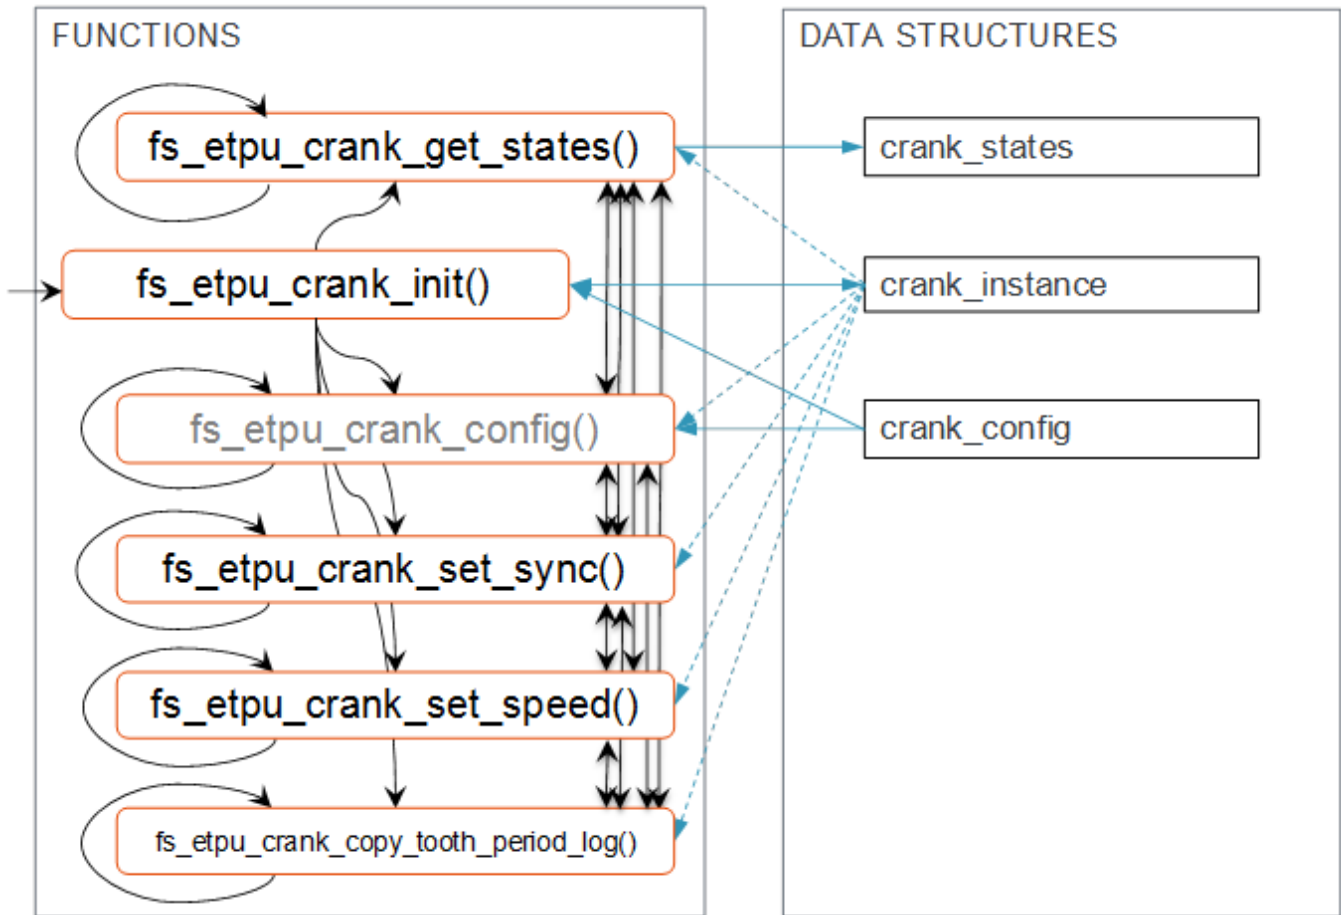 FUNCTIONS
fs_etpu_crank_get_states()
fs_etpu_crank_init()
fs_etpu_crank_config()
fs_etpu_crank_set_sync()
fs_etpu_crank_set_speed()
fs_etpu_crank_copy_tooth_period_log()
DATA STRUCTURES
crank_states
crank_instance
crank_config